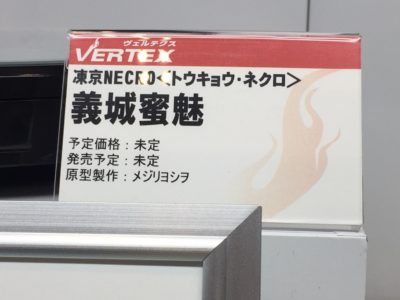 ヴェルテクス
VERTEX
凍京NECRO<トウキョウ・ネクロ>
義城蜜魅
予定価格：未定
発売予定：未定
原型製作：メジリヨシヲ